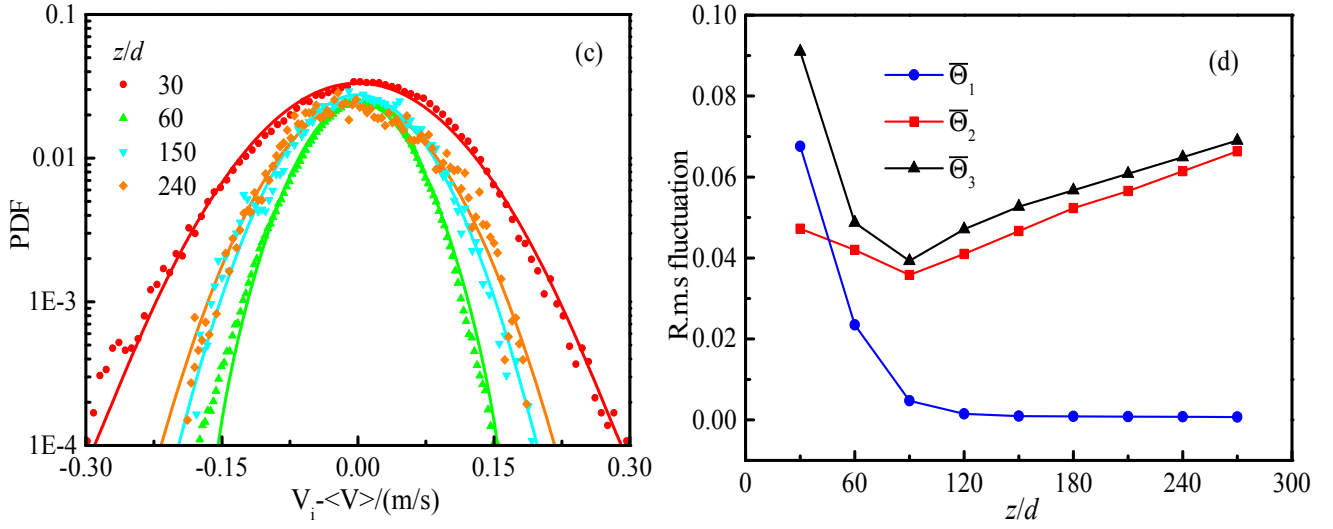 0.1
0.01
1E-3
1E-4
PDF
(c)
z/d
30
60
150
240
-0.30
-0.15
0.00
0.15
0.30
V_i-<V>/(m/s)
0.10
0.08
0.06
0.04
0.02
0.00
R.m.s fluctuation
(d)
Θ̅₁
Θ̅₂
Θ̅₃
0
60
120
180
240
300
z/d